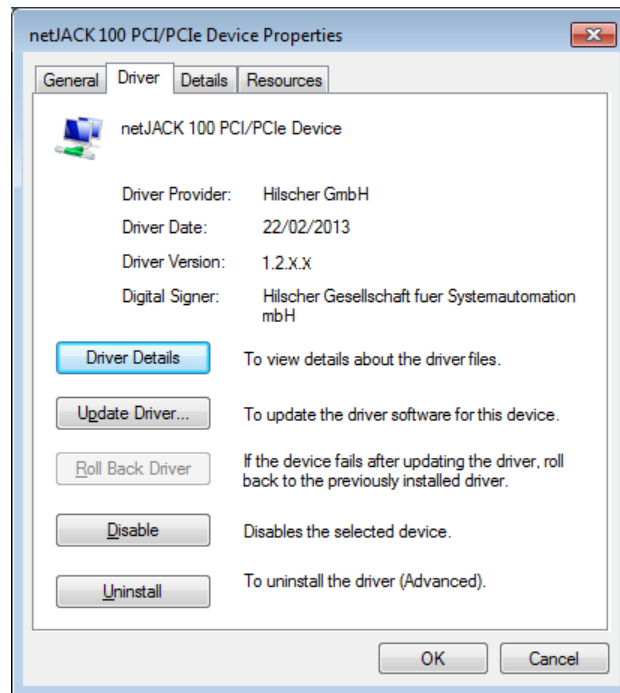 netJACK 100 PCI/PCIe Device Properties
General Driver Details Resources
netJACK 100 PCI/PCIe Device
Driver Provider: Hilscher GmbH
Driver Date: 22/02/2013
Driver Version: 1.2.x.x
Digital Signer: Hilscher Gesellschaft fuer Systemautomation
mbH
Driver Details To view details about the driver files.
Update Driver... To update the driver software for this device.
Roll Back Driver If the device fails after updating the driver, roll
back to the previously installed driver.
Disable Disables the selected device.
Uninstall To uninstall the driver (Advanced).
OK Cancel